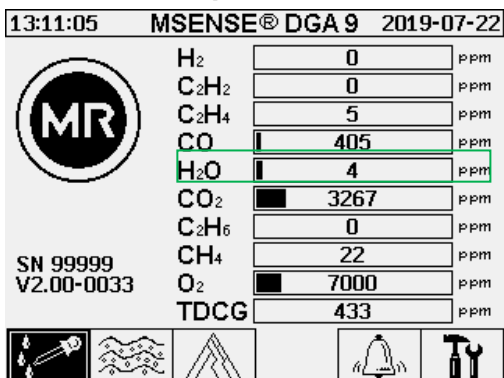 13:11:05 MSENSE® DGA 9 2019-07-22
H₂ 0 ppm
C₂H₂ 0 ppm
C₂H₄ 5 ppm
MR
CO 405 ppm
H₂O 4 ppm
CO₂ 3267 ppm
C₂H₆ 0 ppm
SN 99999
CH₄ 22 ppm
V2.00-0033
O₂ 7000 ppm
TDCG 433 ppm